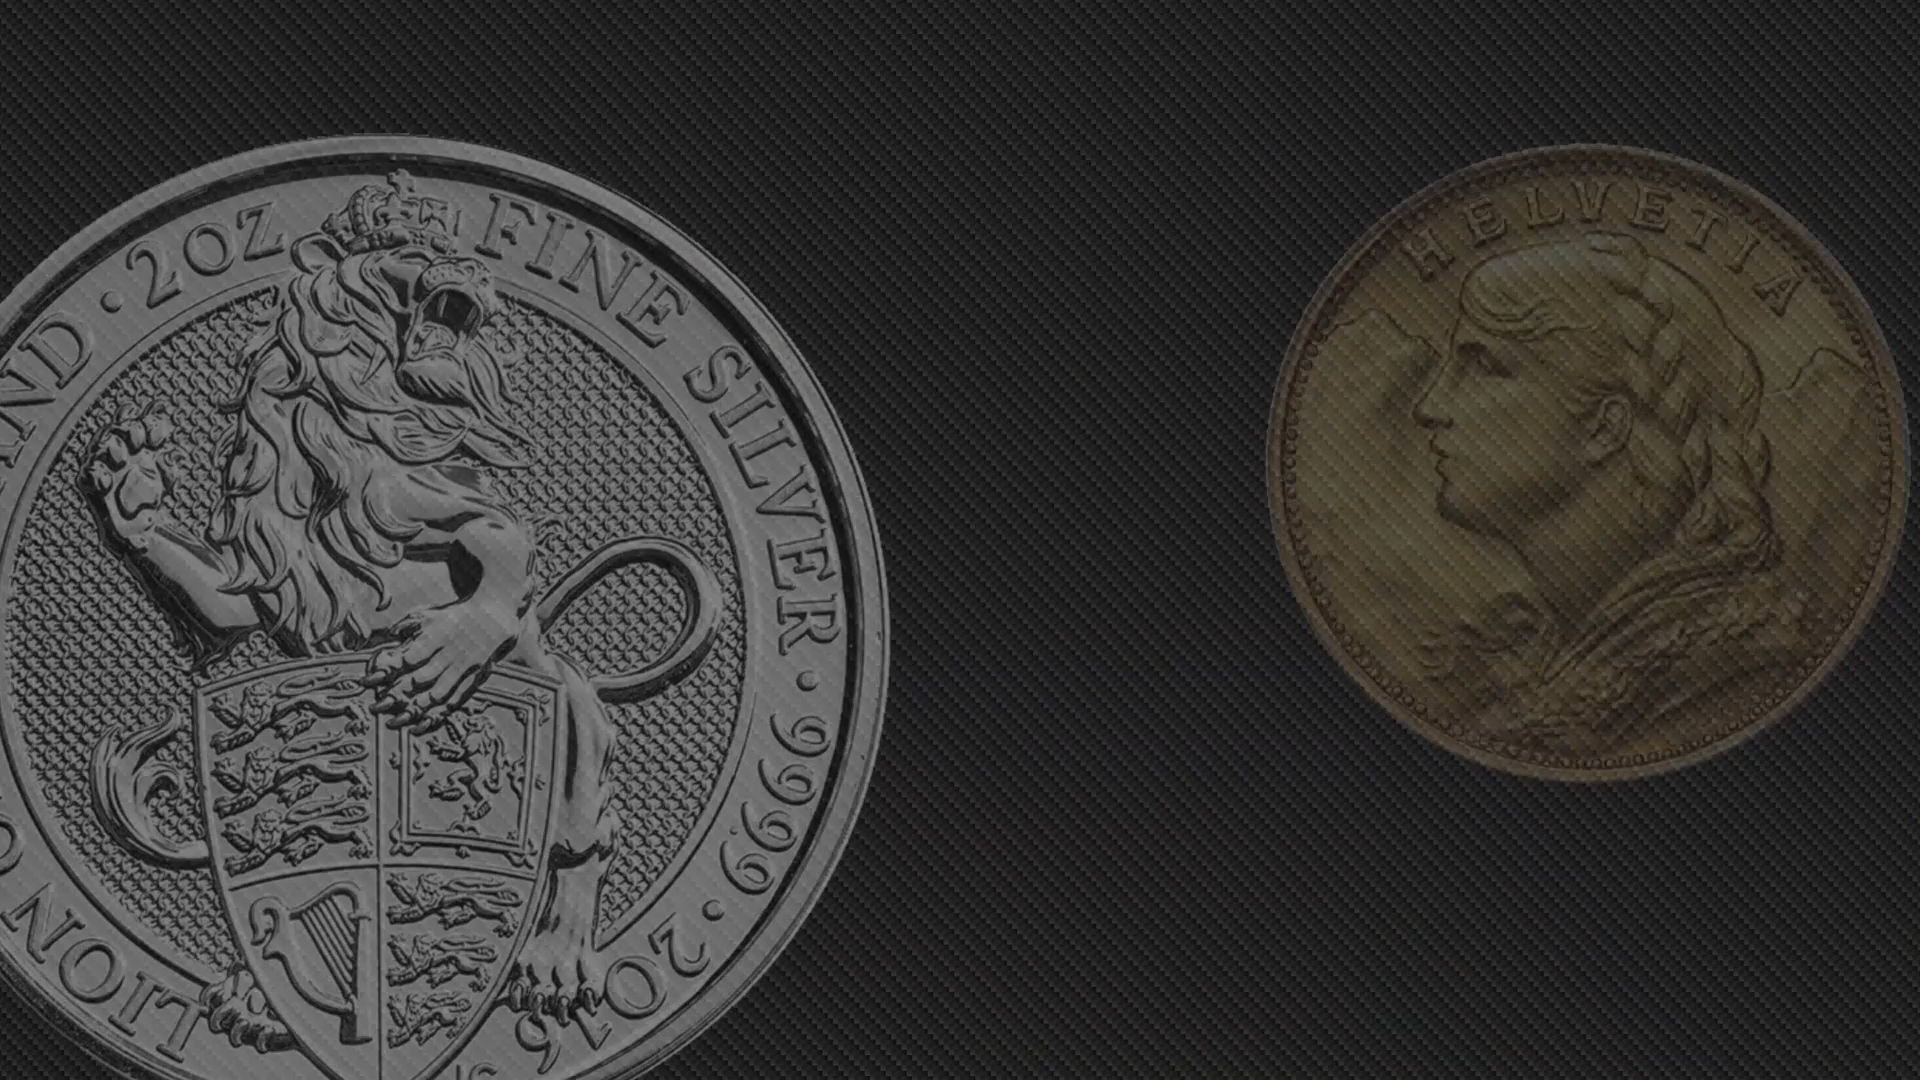 LION O
ND · 2OZ FINE SILVER · 9999 · 2016
HELVETIA